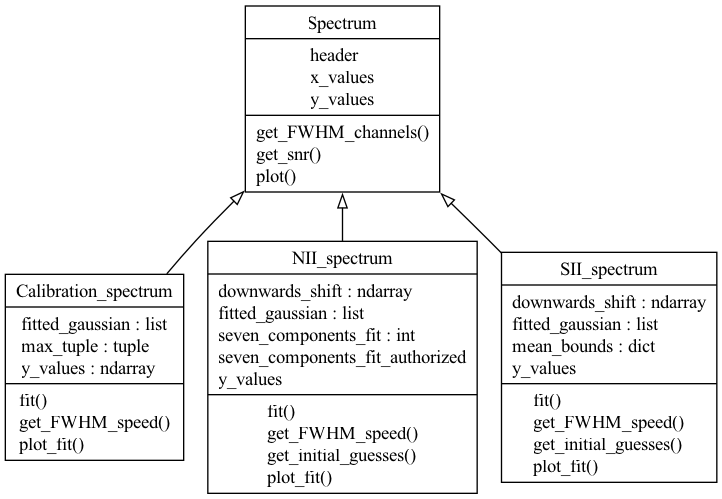 Spectrum
header
x_values
y_values
get_FWHM_channels()
get_snr()
plot()
Calibration_spectrum
fitted_gaussian : list
max_tuple : tuple
y_values : ndarray
fit()
get_FWHM_speed()
plot_fit()
NII_spectrum
downwards_shift : ndarray
fitted_gaussian : list
seven_components_fit : int
seven_components_fit_authorized
y_values
fit()
get_FWHM_speed()
get_initial_guesses()
plot_fit()
SII_spectrum
downwards_shift : ndarray
fitted_gaussian : list
mean_bounds : dict
y_values
fit()
get_FWHM_speed()
get_initial_guesses()
plot_fit()